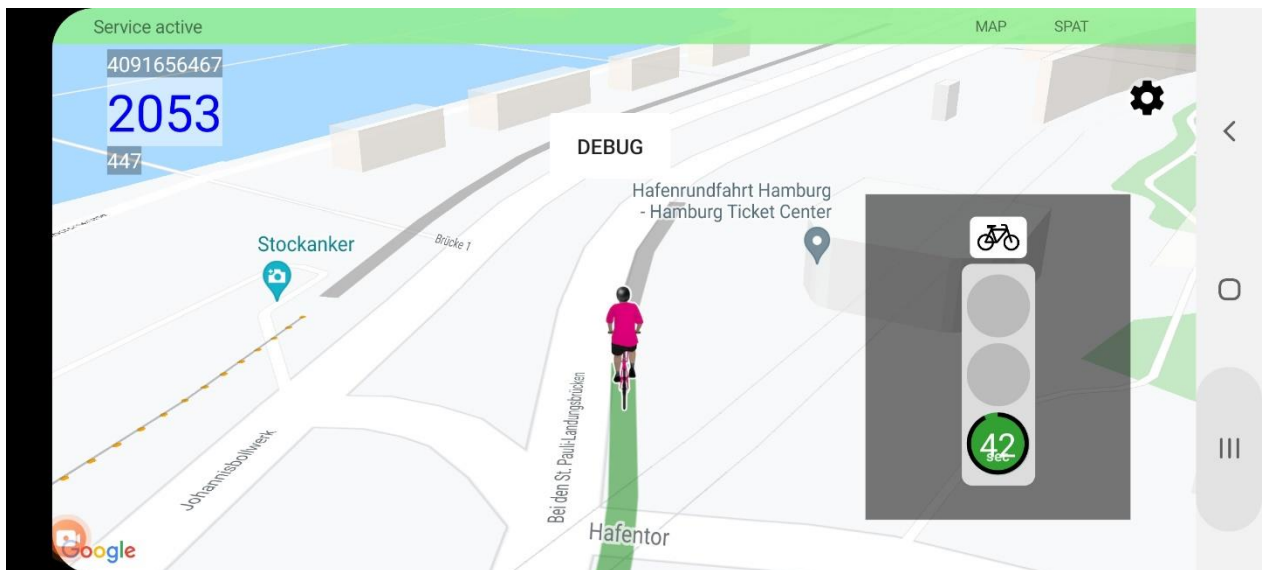 Service active
MAP
SPAT
4091656467
2053
447
DEBUG
Hafenrundfahrt Hamburg
- Hamburg Ticket Center
Stockanker
Brücke 1
42
sec
Bei den St. Pauli-Landungsbrücken
Johannisbollwerk
Hafentor
Google